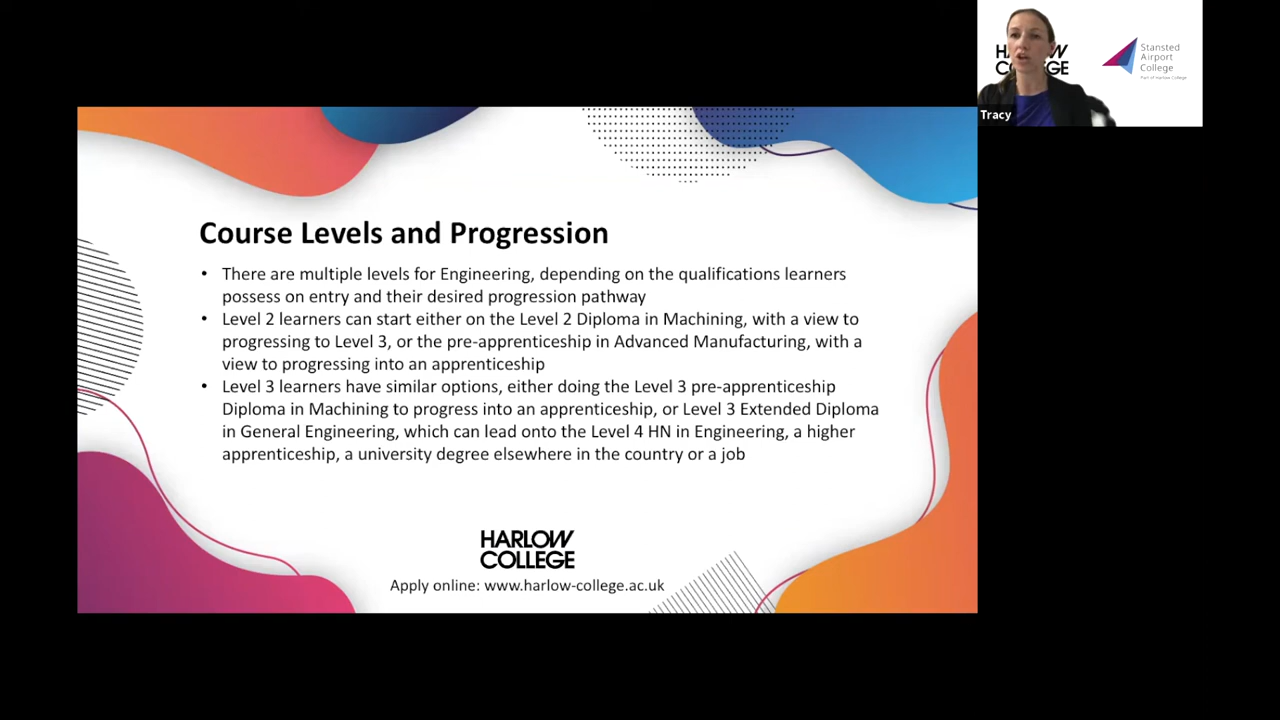 HARLOW
COLLEGE
Stansted
Airport
College
Part of Harlow College
Tracy
Course Levels and Progression
• There are multiple levels for Engineering, depending on the qualifications learners
possess on entry and their desired progression pathway
• Level 2 learners can start either on the Level 2 Diploma in Machining, with a view to
progressing to Level 3, or the pre-apprenticeship in Advanced Manufacturing, with a
view to progressing into an apprenticeship
• Level 3 learners have similar options, either doing the Level 3 pre-apprenticeship
Diploma in Machining to progress into an apprenticeship, or Level 3 Extended Diploma
in General Engineering, which can lead onto the Level 4 HN in Engineering, a higher
apprenticeship, a university degree elsewhere in the country or a job
HARLOW
COLLEGE
Apply online: www.harlow-college.ac.uk